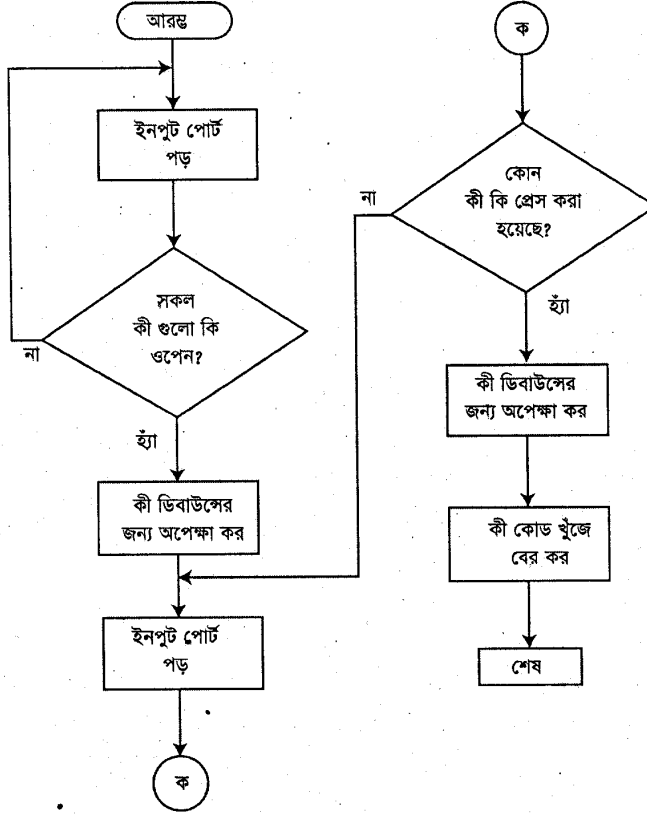 আরম্ভ
ইনপুট পোর্ট
পড়
সকল
কী গুলো কি
ওপেন?
না
হ্যাঁ
কী ডিবাউন্সের
জন্য অপেক্ষা কর
ইনপুট পোর্ট
পড়
ক
ক
কোন
কী কি প্রেস করা
হয়েছে?
না
হ্যাঁ
কী ডিবাউন্সের
জন্য অপেক্ষা কর
কী কোড খুঁজে
বের কর
শেষ